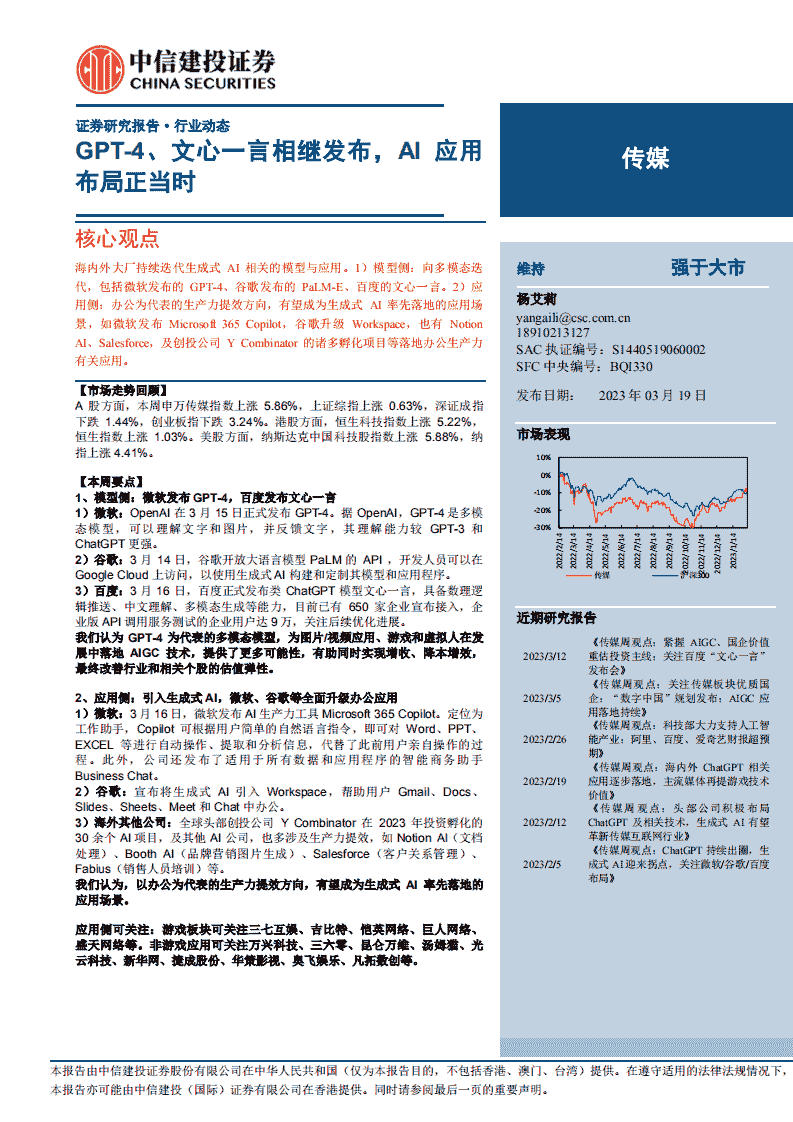 中信建投证券
CHINA SECURITIES
证券研究报告·行业动态
GPT-4、文心一言相继发布，AI 应用
布局正当时
核心观点
海内外大厂持续迭代生成式 AI 相关的模型与应用。1）模型侧：向多模态迭
代，包括微软发布的 GPT-4、谷歌发布的 PaLM-E、百度的文心一言。2）应
用侧：办公为代表的生产力提效方向，有望成为生成式 AI 率先落地的应用场
景，如微软发布 Microsoft 365 Copilot，谷歌升级 Workspace，也有 Notion
AI、Salesforce，及创投公司 Y Combinator 的诸多孵化项目等落地办公生产力
有关应用。
【市场走势回顾】
A 股方面，本周申万传媒指数上涨 5.86%，上证综指上涨 0.63%，深证成指
下跌 1.44%，创业板指下跌 3.24%。港股方面，恒生科技指数上涨 5.22%，
恒生指数上涨 1.03%。美股方面，纳斯达克中国科技股指数上涨 5.88%，纳
指上涨 4.41%。
【本周要点】
1、模型侧：微软发布 GPT-4，百度发布文心一言
1）微软：OpenAI 在 3 月 15 日正式发布 GPT-4。据 OpenAI，GPT-4 是多模
态模型，可以理解文字和图片，并反馈文字，其理解能力较 GPT-3 和
ChatGPT 更强。
2）谷歌：3 月 14 日，谷歌开放大语言模型 PaLM 的 API ，开发人员可以在
Google Cloud 上访问，以使用生成式 AI 构建和定制其模型和应用程序。
3）百度：3 月 16 日，百度正式发布类 ChatGPT 模型文心一言，具备数理逻
辑推送、中文理解、多模态生成等能力，目前已有 650 家企业宣布接入，企
业版 API 调用服务测试的企业用户达 9 万，关注后续优化进展。
我们认为 GPT-4 为代表的多模态模型，为图片/视频应用、游戏和虚拟人在发
展中落地 AIGC 技术，提供了更多可能性，有助同时实现增收、降本增效，
最终改善行业和相关个股的估值弹性。
2、应用侧：引入生成式 AI，微软、谷歌等全面升级办公应用
1）微软：3 月 16 日，微软发布 AI 生产力工具 Microsoft 365 Copilot。定位为
工作助手，Copilot 可根据用户简单的自然语言指令，即可对 Word、PPT、
EXCEL 等进行自动操作、提取和分析信息，代替了此前用户亲自操作的过
程。此外，公司还发布了适用于所有数据和应用程序的智能商务助手
Business Chat。
2）谷歌：宣布将生成式 AI 引入 Workspace，帮助用户 Gmail、Docs、
Slides、Sheets、Meet 和 Chat 中办公。
3）海外其他公司：全球头部创投公司 Y Combinator 在 2023 年投资孵化的
30 余个 AI 项目，及其他 AI 公司，也多涉及生产力提效，如 Notion AI（文档
处理）、Booth AI（品牌营销图片生成）、Salesforce（客户关系管理）、
Fabius（销售人员培训）等。
我们认为，以办公为代表的生产力提效方向，有望成为生成式 AI 率先落地的
应用场景。
应用侧可关注：游戏板块可关注三七互娱、吉比特、恺英网络、巨人网络、
盛天网络等。非游戏应用可关注万兴科技、三六零、昆仑万维、汤姆猫、光
云科技、新华网、捷成股份、华策影视、奥飞娱乐、凡拓数创等。
传媒
维持 强于大市
杨艾莉
yangaili@csc.com.cn
18910213127
SAC 执证编号：S1440519060002
SFC 中央编号：BQI330
发布日期： 2023 年 03 月 19 日
市场表现
10%
0%
-10%
-20%
-30%
2022/2/14
2022/3/14
2022/4/14
2022/5/14
2022/6/14
2022/7/14
2022/8/14
2022/9/14
2022/10/14
2022/11/14
2022/12/14
2023/1/14
传媒 沪深300
近期研究报告
2023/3/12
《传媒周观点：紧握 AIGC、国企价值
重估投资主线；关注百度“文心一言”
发布会》
2023/3/5
《传媒周观点：关注传媒板块优质国
企；“数字中国”规划发布；AIGC 应
用落地持续》
2023/2/26
《传媒周观点：科技部大力支持人工智
能产业；阿里、百度、爱奇艺财报超预
期》
2023/2/19
《传媒周观点：海内外 ChatGPT 相关
应用逐步落地，主流媒体再提游戏技术
价值》
2023/2/12
《传媒周观点：头部公司积极布局
ChatGPT 及相关技术，生成式 AI 有望
革新传媒互联网行业》
2023/2/5
《传媒周观点：ChatGPT 持续出圈，生
成式 AI 迎来拐点，关注微软/谷歌/百度
布局》
本报告由中信建投证券股份有限公司在中华人民共和国（仅为本报告目的，不包括香港、澳门、台湾）提供。在遵守适用的法律法规情况下，
本报告亦可能由中信建投（国际）证券有限公司在香港提供。同时请参阅最后一页的重要声明。